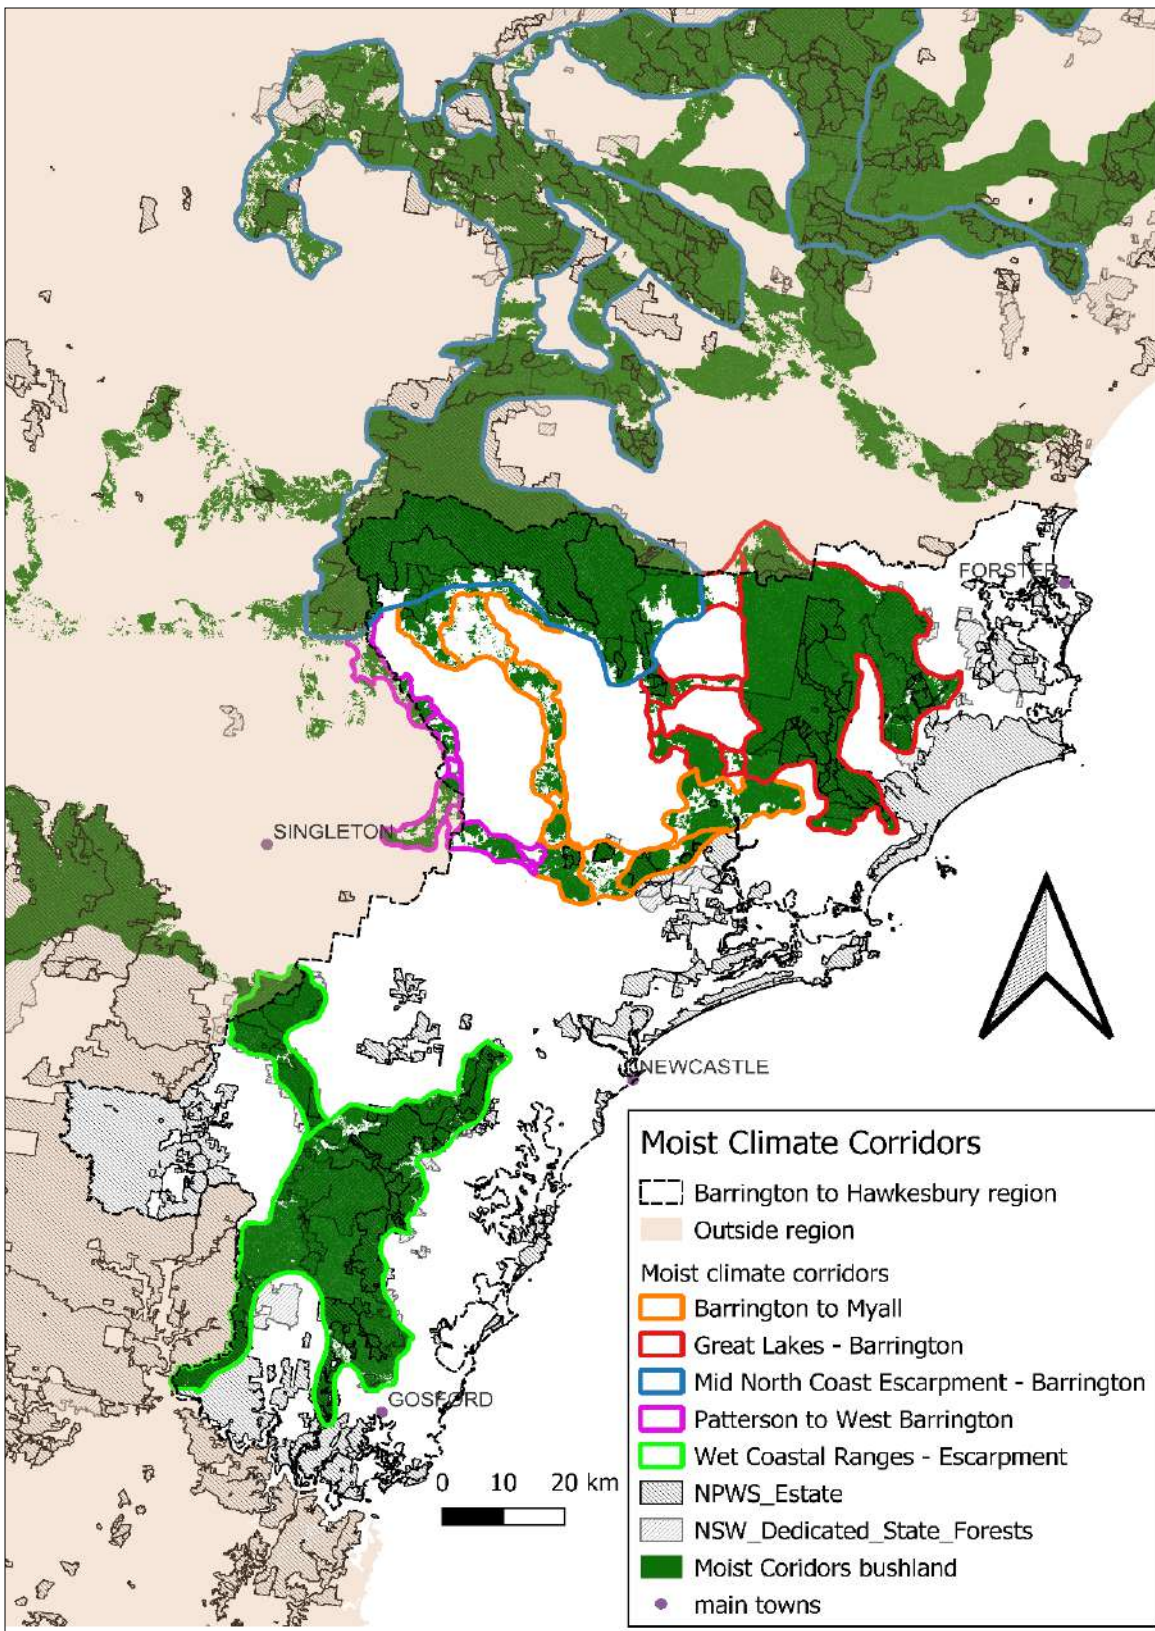 FORSTER
SINGLETON
NEWCASTLE
GOSFORD
0 10 20 km
Moist Climate Corridors
Barrington to Hawkesbury region
Outside region
Moist climate corridors
Barrington to Myall
Great Lakes - Barrington
Mid North Coast Escarpment - Barrington
Patterson to West Barrington
Wet Coastal Ranges - Escarpment
NPWS_Estate
NSW_Dedicated_State_Forests
Moist Coridors bushland
main towns